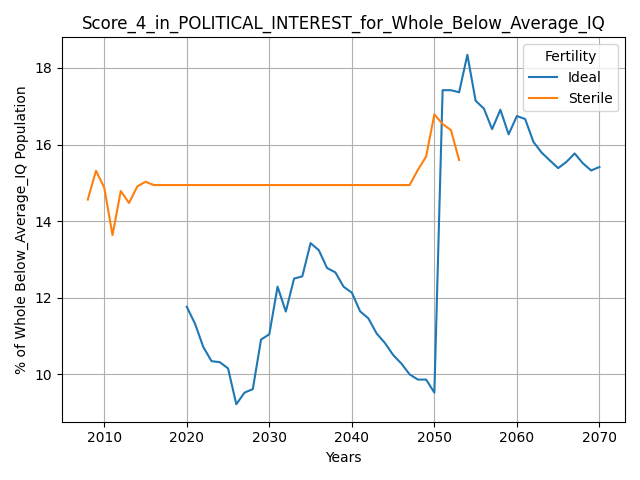 Score_4_in_POLITICAL_INTEREST_for_Whole_Below_Average_IQ
Fertility
Ideal
Sterile
% of Whole Below_Average_IQ Population
18
16
14
12
10
2010 2020 2030 2040 2050 2060 2070
Years